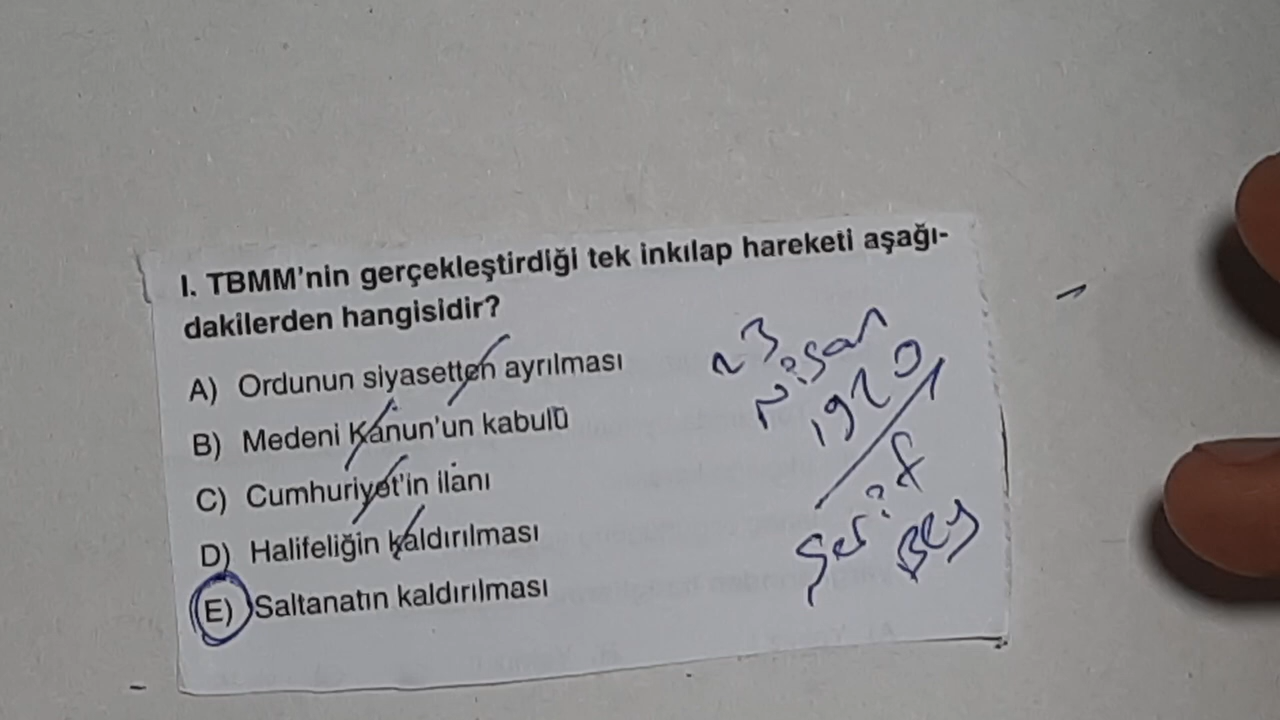 I. TBMM'nin gerçekleştirdiği tek inkılap hareketi aşağı-
dakilerden hangisidir?
A) Ordunun siyasetten ayrılması
B) Medeni Kanun'un kabulü
C) Cumhuriyet'in ilanı
D) Halifeliğin kaldırılması
E) Saltanatın kaldırılması
23
Nisan
1920
Şerif
Bey